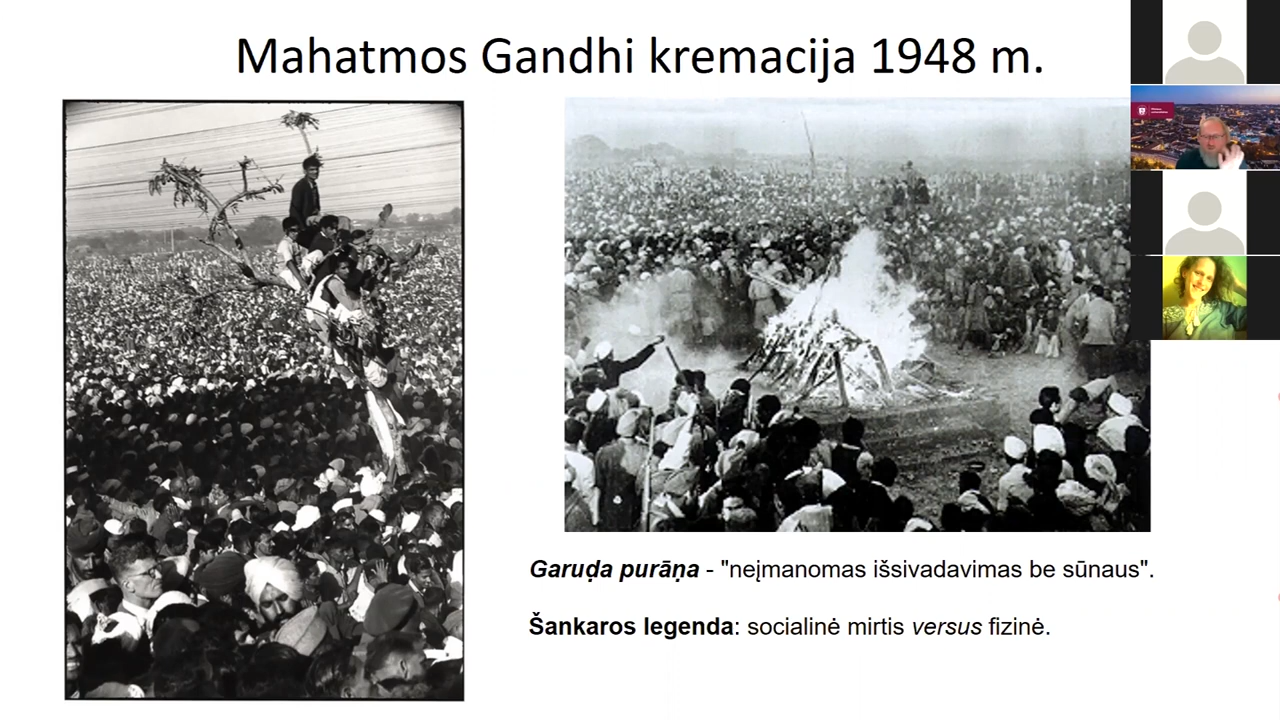 Mahatmos Gandhi kremacija 1948 m.
Garuḍa purāṇa - "neįmanomas išsivadavimas be sūnaus".
Šankaros legenda: socialinė mirtis versus fizinė.